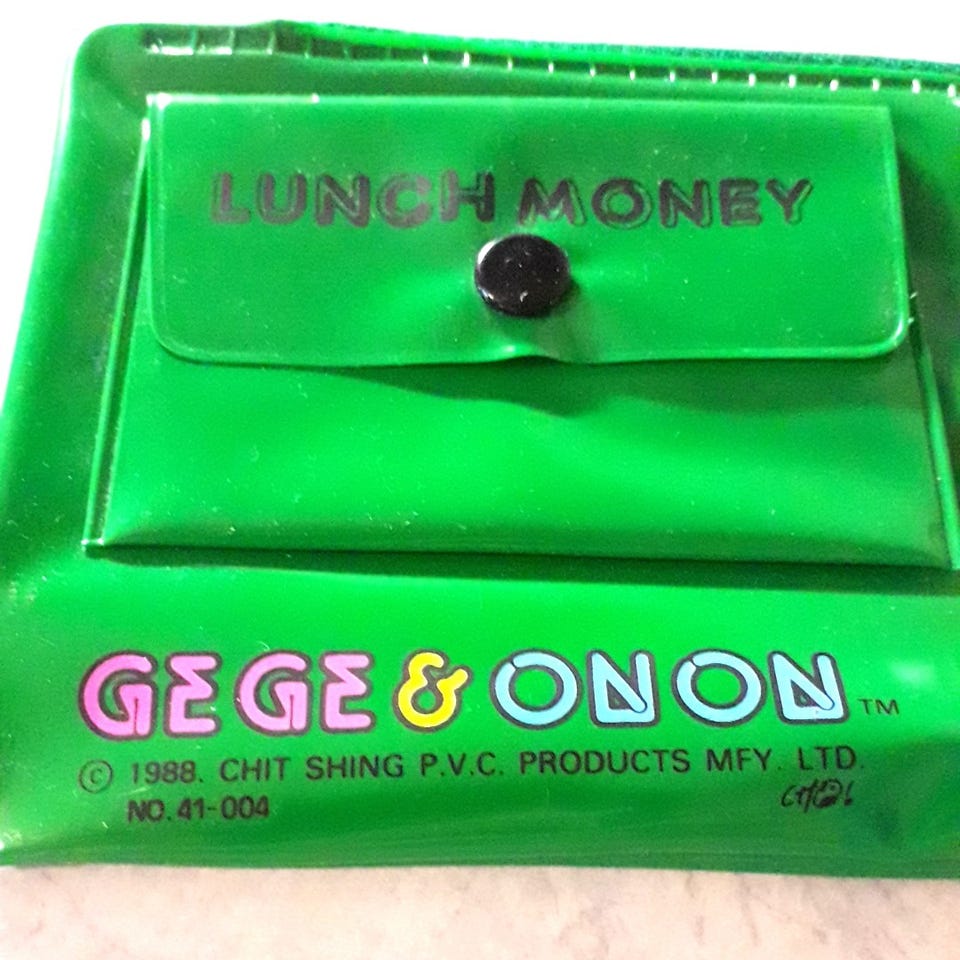 LUNCH MONEY
GEGE & ONON™
© 1988. CHIT SHING P.V.C. PRODUCTS MFY. LTD.
NO. 41-004